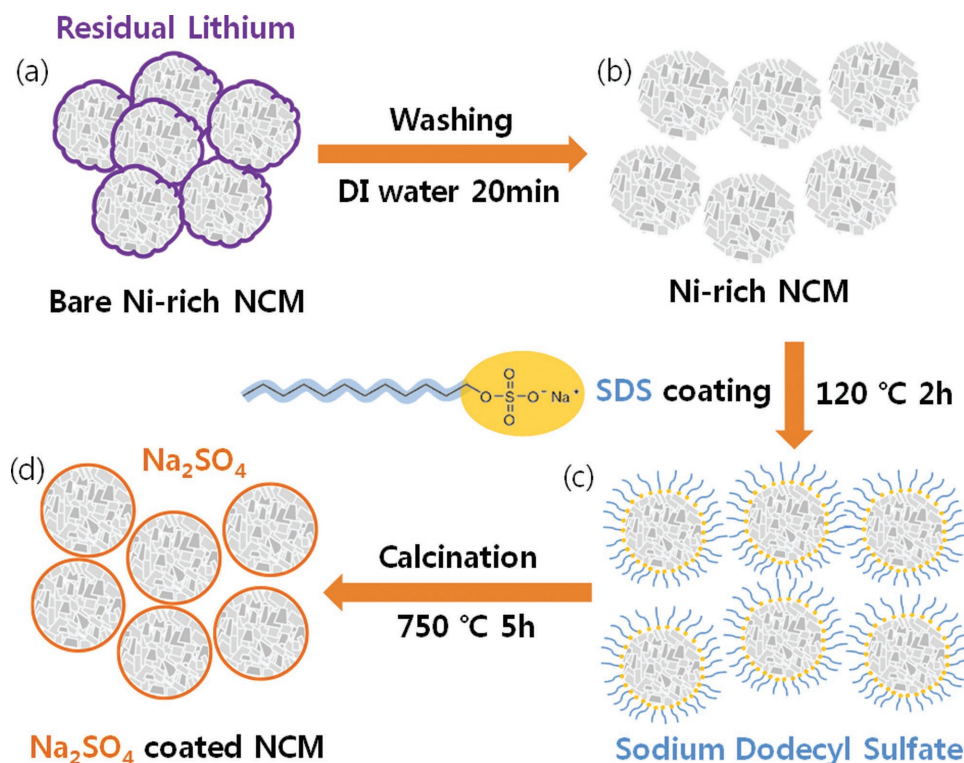 Residual Lithium
(a)
Bare Ni-rich NCM
Washing
DI water 20min
(b)
Ni-rich NCM
O
O–S–O⁻ Na⁺
O
SDS coating
120 ℃ 2h
(d)
Na₂SO₄
Na₂SO₄ coated NCM
Calcination
750 ℃ 5h
(c)
Sodium Dodecyl Sulfate